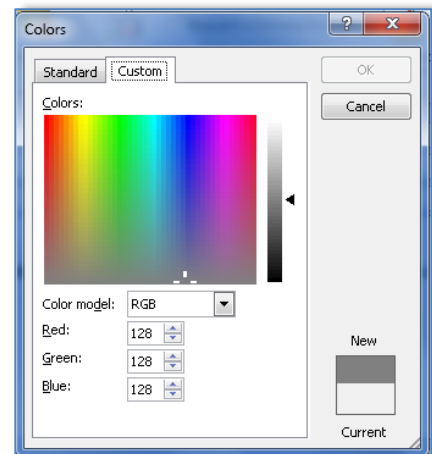 Colors
Standard Custom
OK
Cancel
Colors:
Color model: RGB
Red: 128
Green: 128
Blue: 128
New
Current